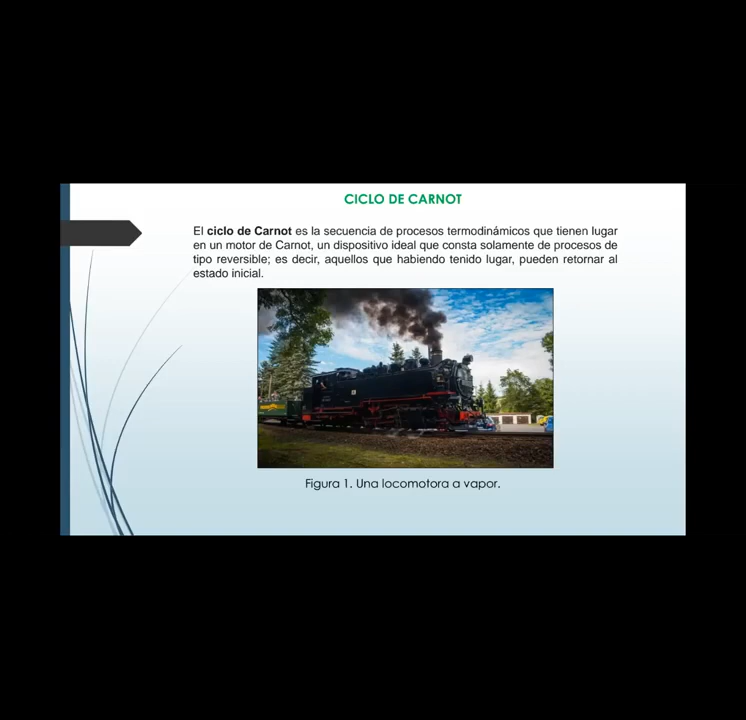 CICLO DE CARNOT
El ciclo de Carnot es la secuencia de procesos termodinámicos que tienen lugar
en un motor de Carnot, un dispositivo ideal que consta solamente de procesos de
tipo reversible; es decir, aquellos que habiendo tenido lugar, pueden retornar al
estado inicial.
Figura 1. Una locomotora a vapor.